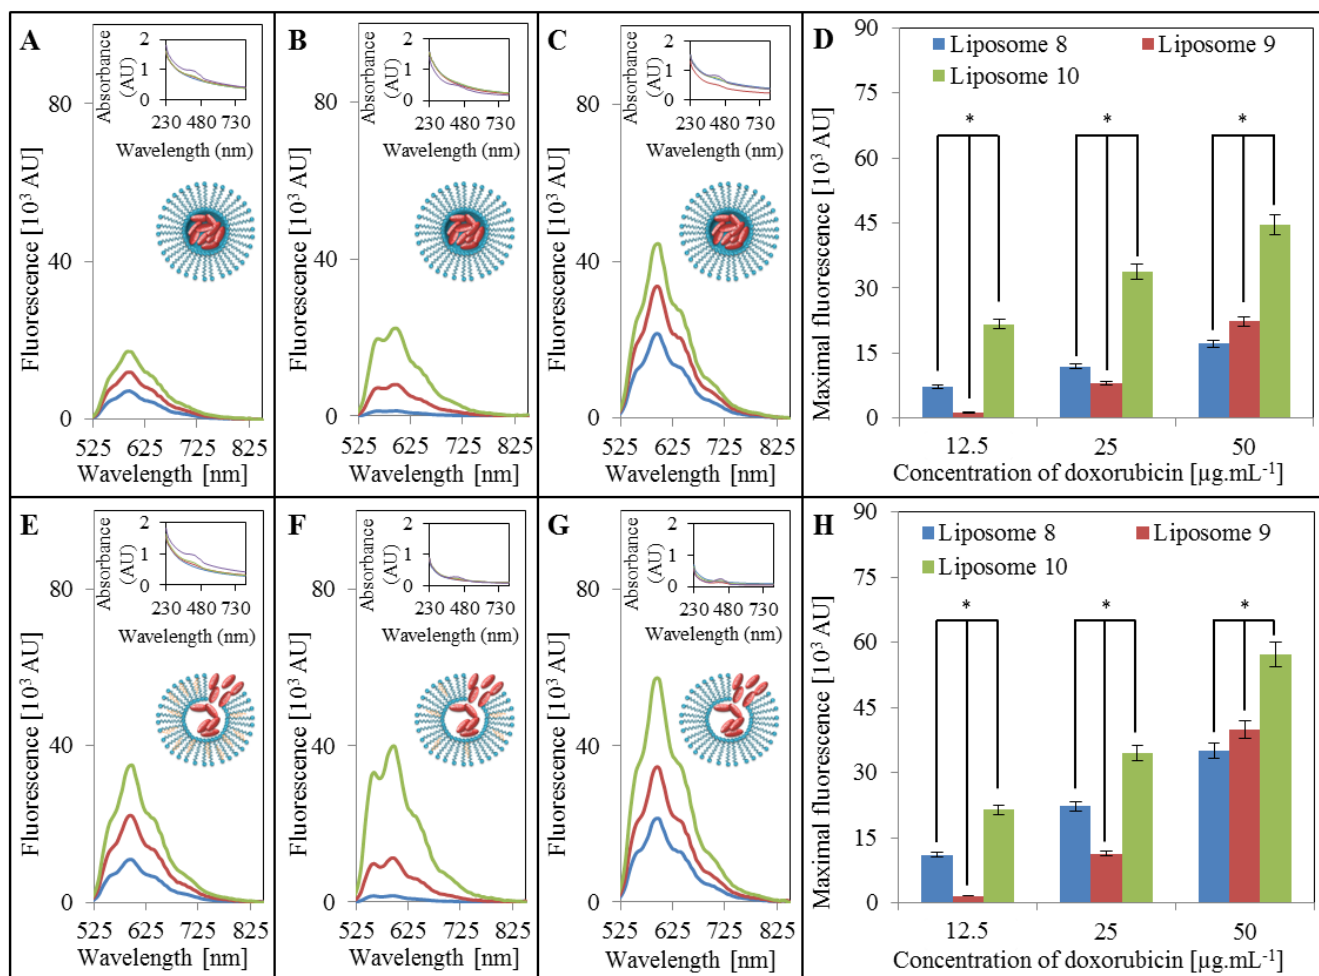 A
Absorbance
(AU)
2
1
0
230 480 730
Wavelength (nm)
Fluorescence [10³ AU]
80
40
0
525 625 725 825
Wavelength [nm]
B
Absorbance
(AU)
2
1
0
230 480 730
Wavelength (nm)
Fluorescence [10³ AU]
80
40
0
525 625 725 825
Wavelength [nm]
C
Absorbance
(AU)
2
1
0
230 480 730
Wavelength (nm)
Fluorescence [10³ AU]
80
40
0
525 625 725 825
Wavelength [nm]
D
Liposome 8
Liposome 9
Liposome 10
Maximal fluorescence [10³ AU]
90
75
60
45
30
15
0
* * *
12.5 25 50
Concentration of doxorubicin [µg.mL⁻¹]
E
Absorbance
(AU)
2
1
0
230 480 730
Wavelength (nm)
Fluorescence [10³ AU]
80
40
0
525 625 725 825
Wavelength [nm]
F
Absorbance
(AU)
2
1
0
230 480 730
Wavelength (nm)
Fluorescence [10³ AU]
80
40
0
525 625 725 825
Wavelength [nm]
G
Absorbance
(AU)
2
1
0
230 480 730
Wavelength (nm)
Fluorescence [10³ AU]
80
40
0
525 625 725 825
Wavelength [nm]
H
Liposome 8
Liposome 9
Liposome 10
Maximal fluorescence [10³ AU]
90
75
60
45
30
15
0
* * *
12.5 25 50
Concentration of doxorubicin [µg.mL⁻¹]